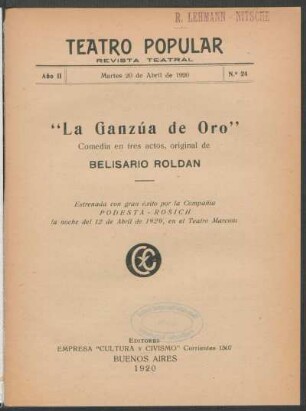 R. LEHMANN - NITSCHE
TEATRO POPULAR
REVISTA TEATRAL
Año II Martes 20 de Abril de 1920 N.º 24
"La Ganzúa de Oro"
Comedia en tres actos, original de
BELISARIO ROLDAN
Estrenada con gran éxito por la Compañía
PODESTA - ROSICH
la noche del 12 de Abril de 1920, en el Teatro Marconi
EDITORES
EMPRESA "CULTURA Y CIVISMO" Corrientes 1567
BUENOS AIRES
1920